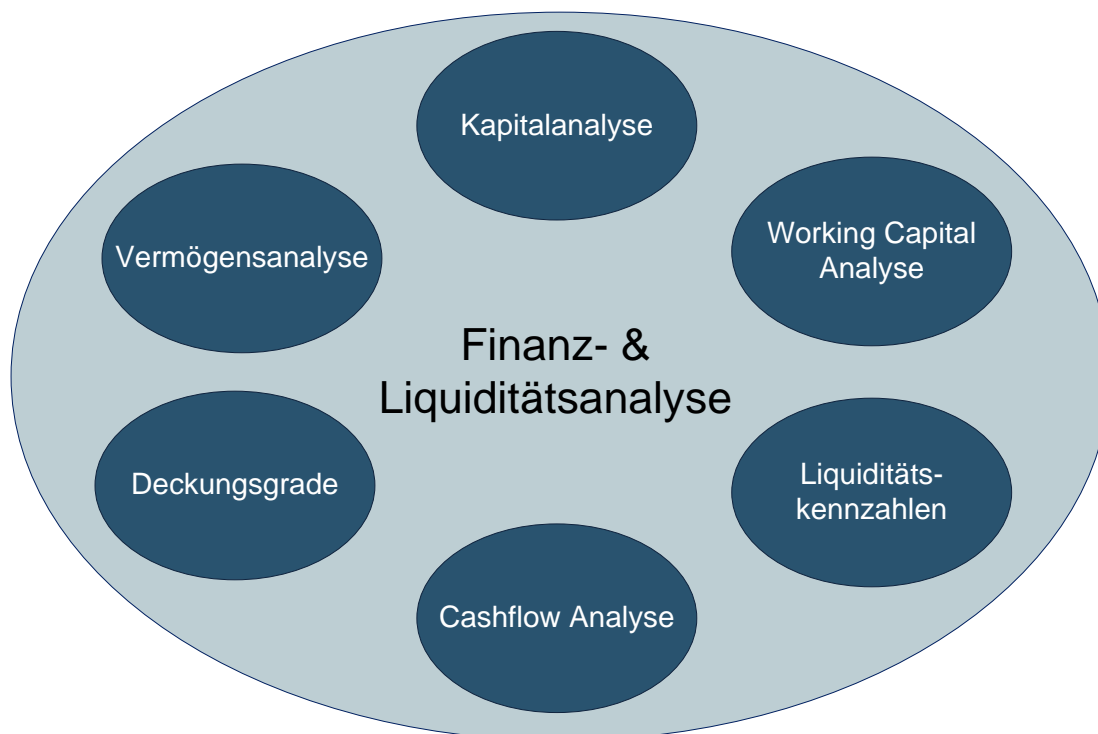 Kapitalanalyse
Vermögensanalyse
Working Capital
Analyse
Finanz- &
Liquiditätsanalyse
Deckungsgrade
Liquiditäts-
kennzahlen
Cashflow Analyse